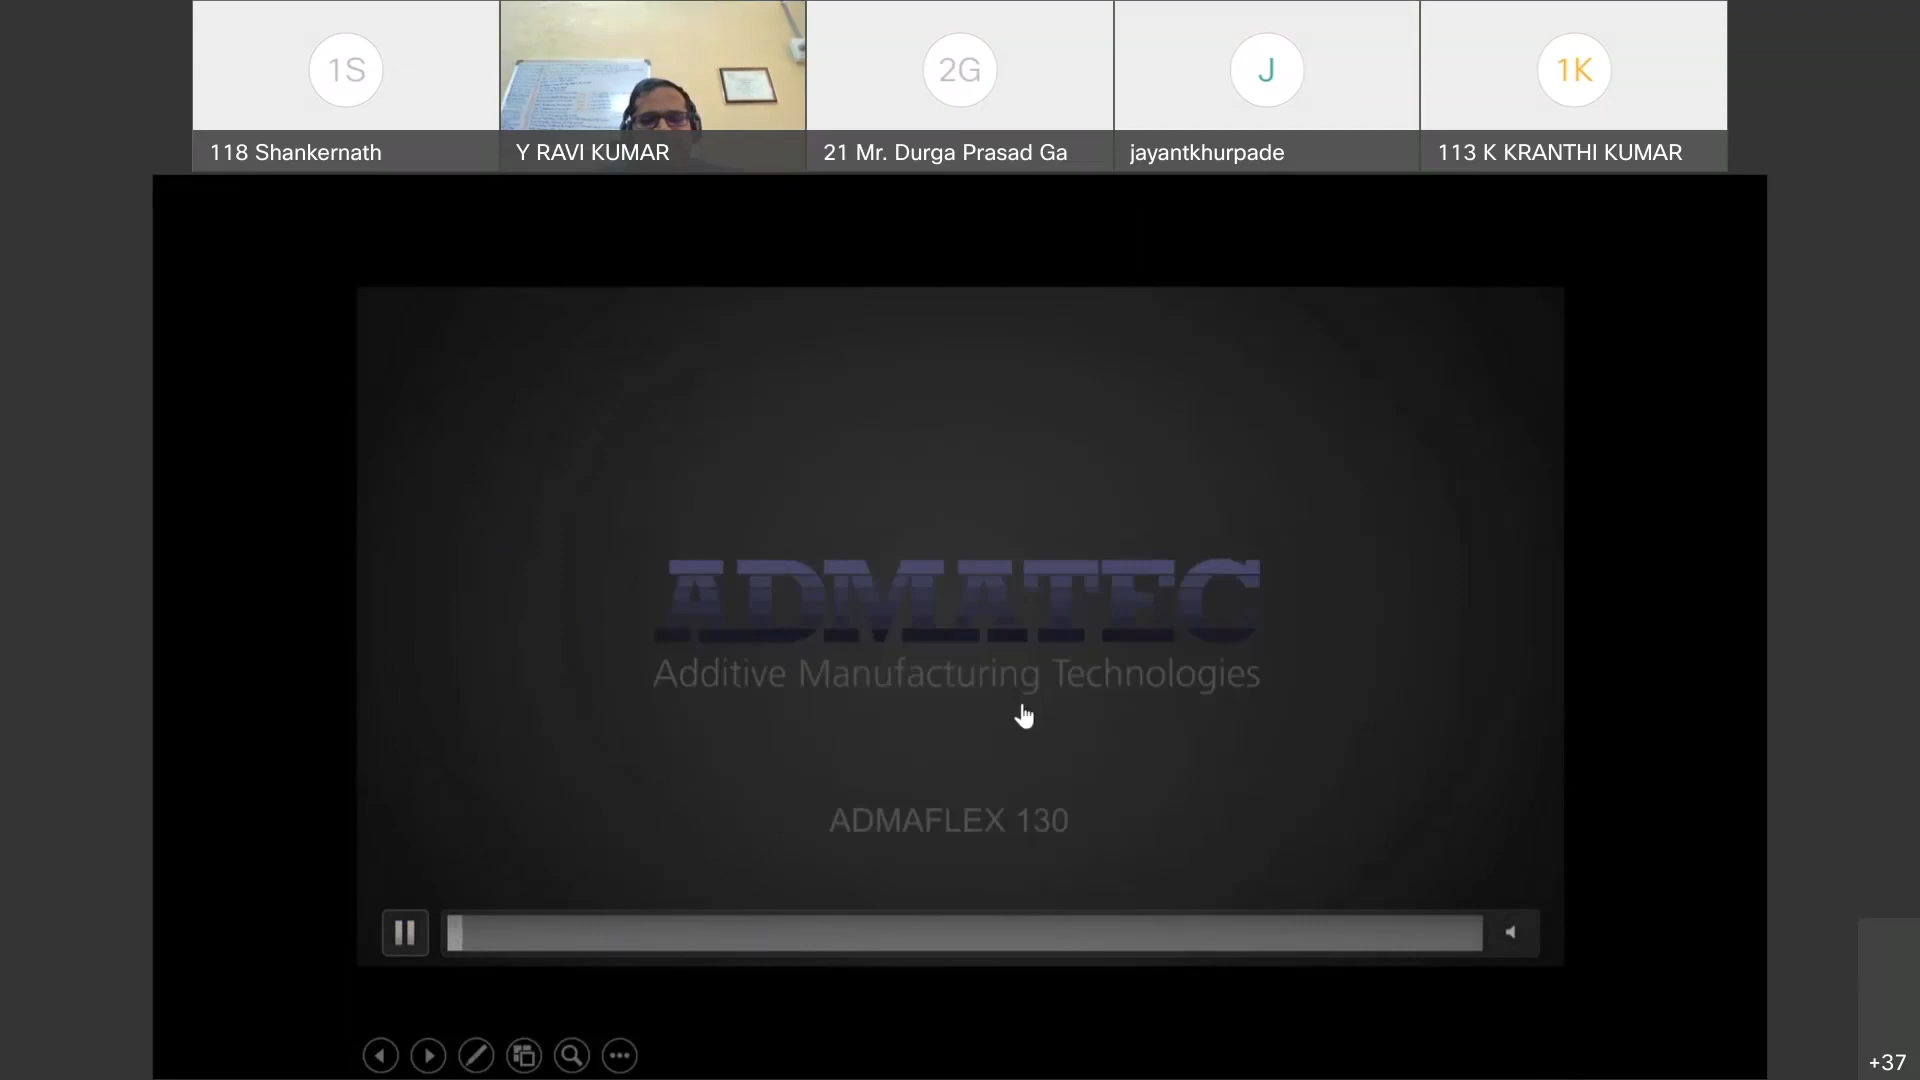 1S
2G
J
1K
118 Shankernath
Y RAVI KUMAR
21 Mr. Durga Prasad Ga
jayantkhurpade
113 K KRANTHI KUMAR
ADMATEC
Additive Manufacturing Technologies
ADMAFLEX 130
+37